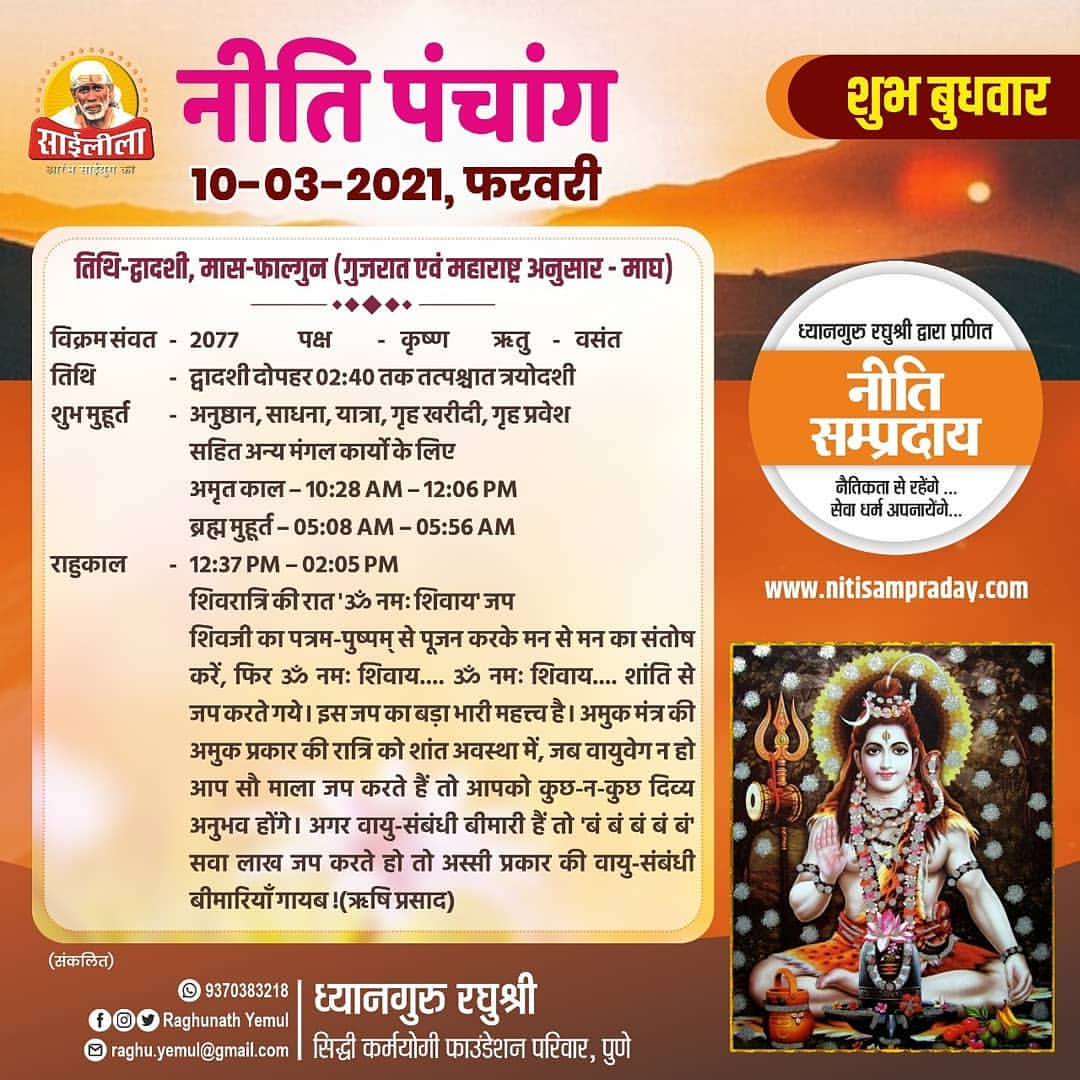 साईलीला
आरंभ साईयुग का
नीति पंचांग
10-03-2021, फरवरी
शुभ बुधवार
तिथि-द्वादशी, मास-फाल्गुन (गुजरात एवं महाराष्ट्र अनुसार - माघ)
विक्रम संवत - 2077 पक्ष - कृष्ण ऋतु - वसंत
तिथि - द्वादशी दोपहर 02:40 तक तत्पश्चात त्रयोदशी
शुभ मुहूर्त - अनुष्ठान, साधना, यात्रा, गृह खरीदी, गृह प्रवेश
सहित अन्य मंगल कार्यो के लिए
अमृत काल – 10:28 AM – 12:06 PM
ब्रह्म मुहूर्त – 05:08 AM – 05:56 AM
राहुकाल - 12:37 PM – 02:05 PM
शिवरात्रि की रात 'ॐ नमः शिवाय' जप
शिवजी का पत्रम-पुष्पम् से पूजन करके मन से मन का संतोष
करें, फिर ॐ नमः शिवाय.... ॐ नमः शिवाय.... शांति से
जप करते गये। इस जप का बड़ा भारी महत्त्व है। अमुक मंत्र की
अमुक प्रकार की रात्रि को शांत अवस्था में, जब वायुवेग न हो
आप सौ माला जप करते हैं तो आपको कुछ-न-कुछ दिव्य
अनुभव होंगे। अगर वायु-संबंधी बीमारी हैं तो 'बं बं बं बं बं'
सवा लाख जप करते हो तो अस्सी प्रकार की वायु-संबंधी
बीमारियाँ गायब !(ऋषि प्रसाद)
ध्यानगुरु रघुश्री द्वारा प्रणित
नीति
सम्प्रदाय
नैतिकता से रहेंगे ...
सेवा धर्म अपनायेंगे...
www.nitisampraday.com
(संकलित)
9370383218
Raghunath Yemul
raghu.yemul@gmail.com
ध्यानगुरु रघुश्री
सिद्धी कर्मयोगी फाउंडेशन परिवार, पुणे